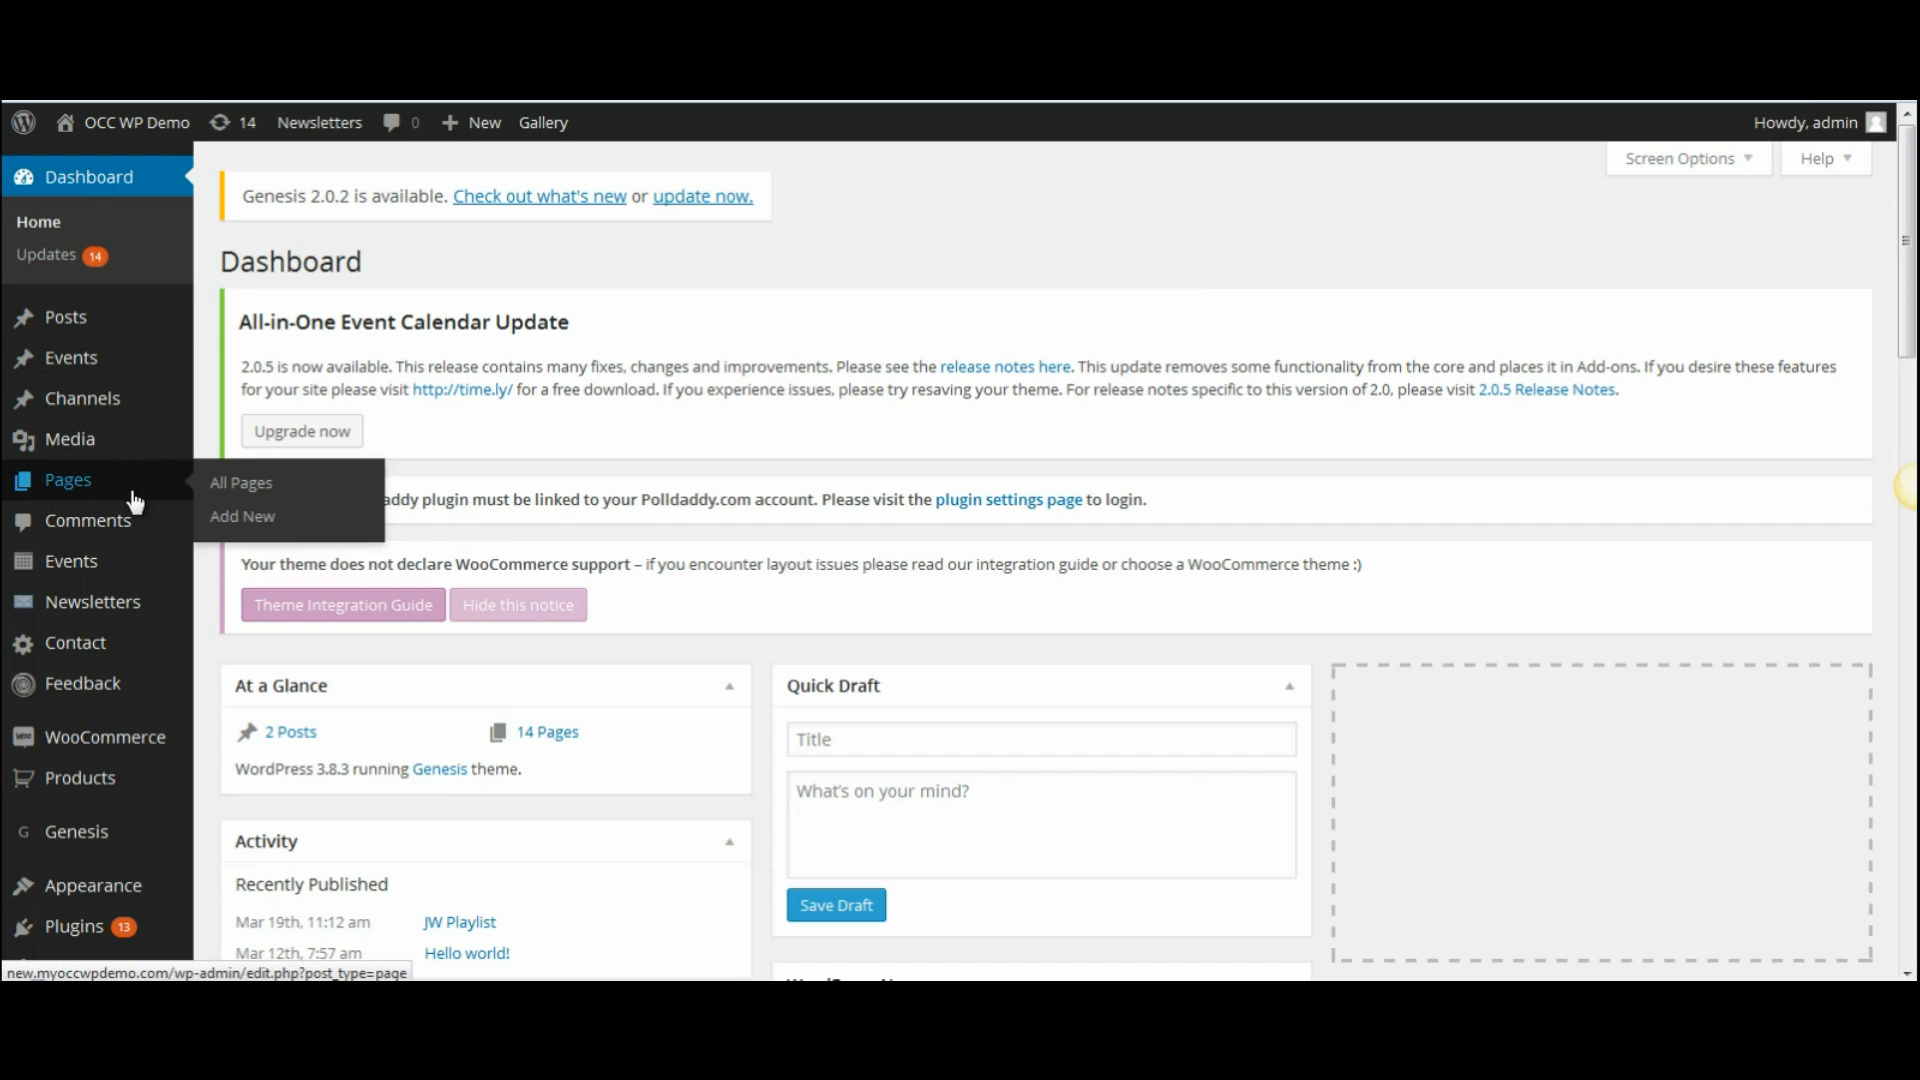 OCC WP Demo 14 Newsletters 0 New Gallery Howdy, admin
Screen Options Help
Dashboard
Home
Updates 14
Posts
Events
Channels
Media
Pages
Comments
Events
Newsletters
Contact
Feedback
WooCommerce
Products
Genesis
Appearance
Plugins 13
All Pages
Add New
Genesis 2.0.2 is available. Check out what's new or update now.
Dashboard
All-in-One Event Calendar Update
2.0.5 is now available. This release contains many fixes, changes and improvements. Please see the release notes here. This update removes some functionality from the core and places it in Add-ons. If you desire these features
for your site please visit http://time.ly/ for a free download. If you experience issues, please try resaving your theme. For release notes specific to this version of 2.0, please visit 2.0.5 Release Notes.
Upgrade now
addy plugin must be linked to your Polldaddy.com account. Please visit the plugin settings page to login.
Your theme does not declare WooCommerce support – if you encounter layout issues please read our integration guide or choose a WooCommerce theme :)
Theme Integration Guide Hide this notice
At a Glance
2 Posts 14 Pages
WordPress 3.8.3 running Genesis theme.
Activity
Recently Published
Mar 19th, 11:12 am JW Playlist
Mar 12th, 7:57 am Hello world!
Quick Draft
Title
What's on your mind?
Save Draft
new.myoccwpdemo.com/wp-admin/edit.php?post_type=page